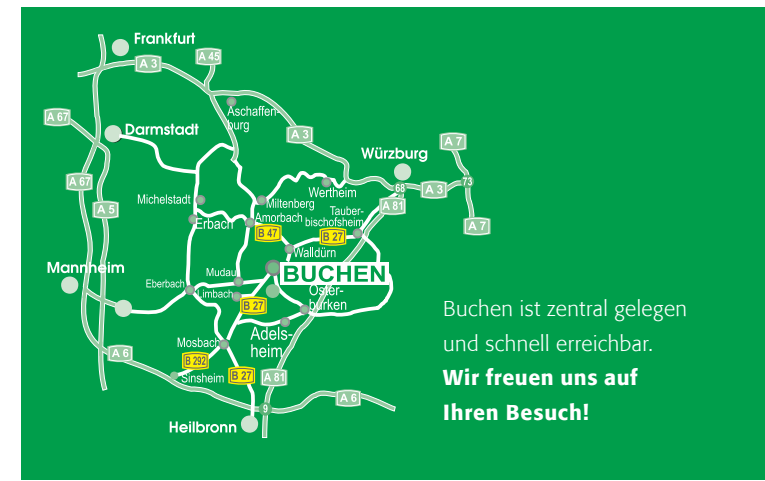 Frankfurt
A 45
A 3
Aschaffen-
burg
A 67
Darmstadt
A 3
A 7
Würzburg
A 67
Wertheim
68
A 3
73
Michelstadt
Miltenberg
A 5
Tauber-
bischofsheim
A 81
Erbach
Amorbach
B 47
B 27
A 7
Walldürn
Mannheim
Mudau
BUCHEN
Eberbach
Limbach
Oster-
burken
B 27
Adels-
heim
Mosbach
A 6
B 292
Sinsheim
B 27
A 81
A 6
9
Heilbronn
Buchen ist zentral gelegen
und schnell erreichbar.
Wir freuen uns auf
Ihren Besuch!